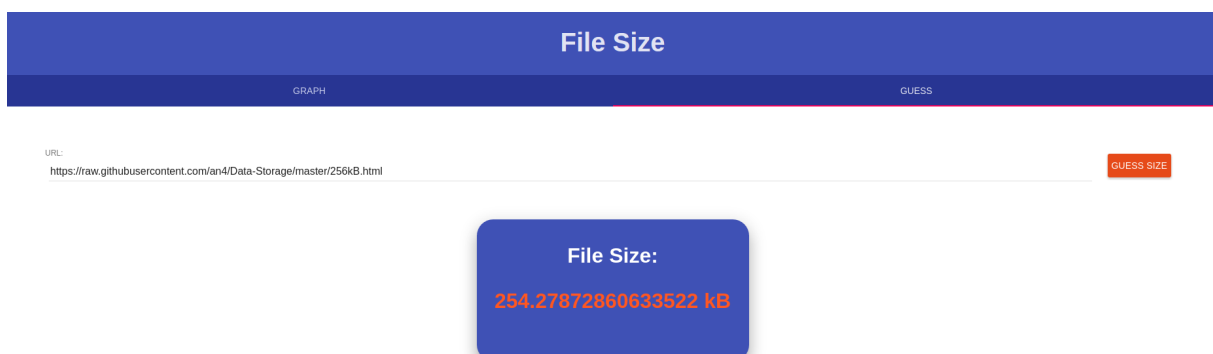 File Size
GRAPH
GUESS
URL:
https://raw.githubusercontent.com/an4/Data-Storage/master/256kB.html
GUESS SIZE
File Size:
254.27872860633522 kB